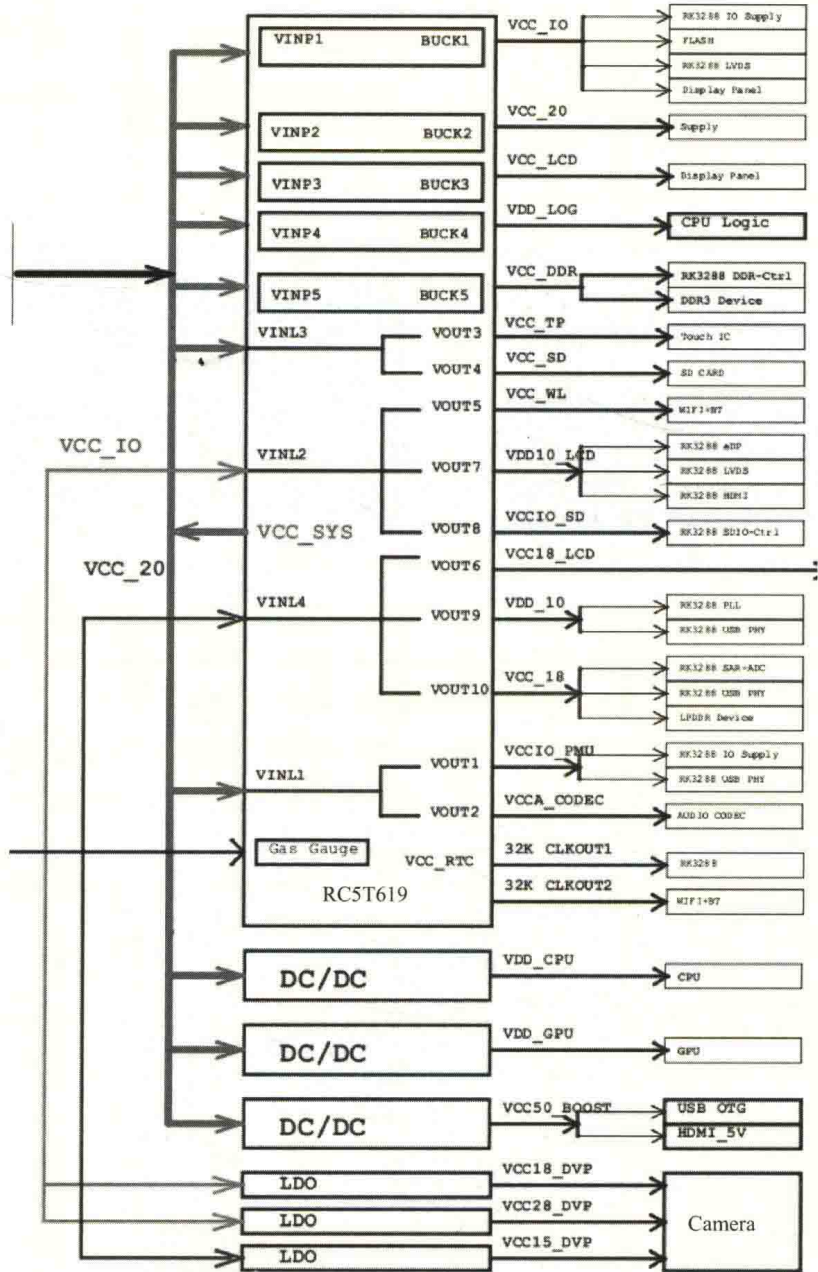 VCC_IO
RK3288 IO Supply
VINP1 BUCK1
FLASH
RK3288 LVDS
Display Panel
VCC_20
VINP2 BUCK2
Supply
VCC_LCD
VINP3 BUCK3
Display Panel
VDD_LOG
VINP4 BUCK4
CPU Logic
VCC_DDR
VINP5 BUCK5
RK3288 DDR-Ctrl
DDR3 Device
VINL3
VOUT3
VCC_TP
Touch IC
VOUT4
VCC_SD
SD CARD
VOUT5
VCC_WL
WIFI+BT
VCC_IO
VINL2
VOUT7
VDD10_LCD
RK3288 eDP
RK3288 LVDS
RK3288 HDMI
VCC_SYS
VOUT8
VCCIO_SD
RK3288 SDIO-Ctrl
VCC_20
VOUT6
VCC18_LCD
VINL4
VOUT9
VDD_10
RK3288 PLL
RK3288 USB PHY
VOUT10
VCC_18
RK3288 SAR-ADC
RK3288 USB PHY
LPDDR Device
VINL1
VOUT1
VCCIO_PMU
RK3288 IO Supply
RK3288 USB PHY
VOUT2
VCCA_CODEC
AUDIO CODEC
Gas Gauge
VCC_RTC
32K CLKOUT1
RK3288
RC5T619
32K CLKOUT2
WIFI+BT
DC/DC
VDD_CPU
CPU
DC/DC
VDD_GPU
GPU
DC/DC
VCC50_BOOST
USB OTG
HDMI_5V
LDO
VCC18_DVP
LDO
VCC28_DVP
Camera
LDO
VCC15_DVP